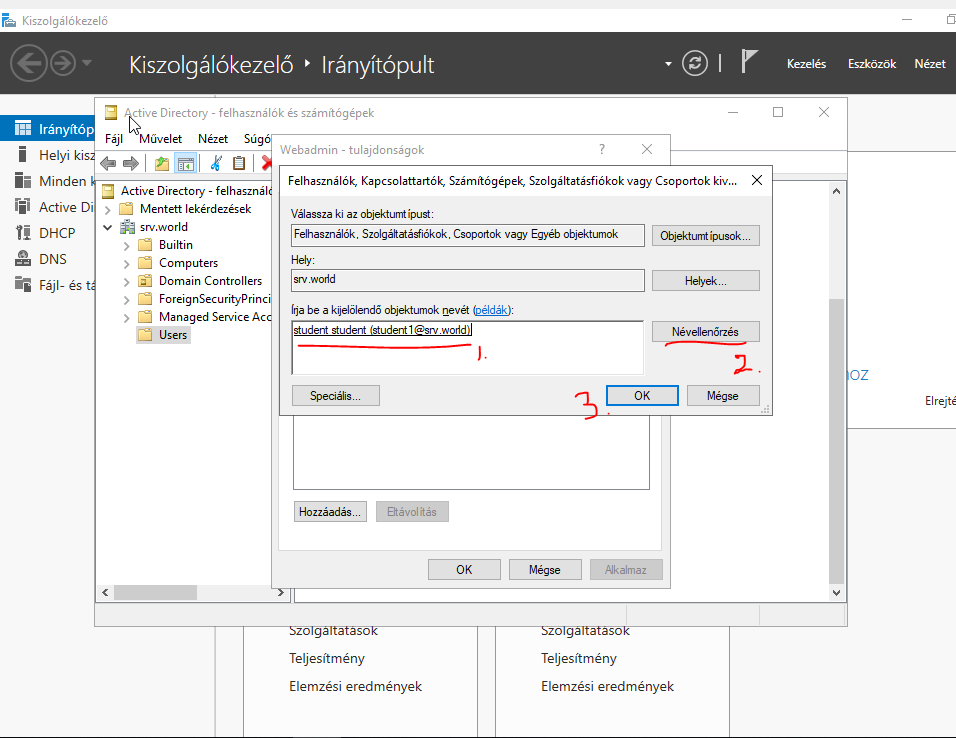 Kiszolgálókezelő
Kiszolgálókezelő ‣ Irányítópult
Kezelés Eszközök Nézet
Irányítóp
Helyi kisz
Minden k
Active Di
DHCP
DNS
Fájl- és tá
Active Directory - felhasználók és számítógépek
Fájl Művelet Nézet Súgó
Active Directory - felhasználó
Mentett lekérdezések
srv.world
Builtin
Computers
Domain Controllers
ForeignSecurityPrinci
Managed Service Acc
Users
Webadmin - tulajdonságok
Felhasználók, Kapcsolattartók, Számítógépek, Szolgáltatásfiókok vagy Csoportok kiv...
Válassza ki az objektumtípust:
Felhasználók, Szolgáltatásfiókok, Csoportok vagy Egyéb objektumok
Objektumtípusok...
Hely:
srv.world
Helyek...
Írja be a kijelölendő objektumok nevét (példák):
student student (student1@srv.world)
Névellenőrzés
1.
2.
Speciális...
3.
OK
Mégse
Hozzáadás...
Eltávolítás
OK
Mégse
Alkalmaz
hoz
Elrejté
Szolgáltatások
Teljesítmény
Elemzési eredmények
Szolgáltatások
Teljesítmény
Elemzési eredmények